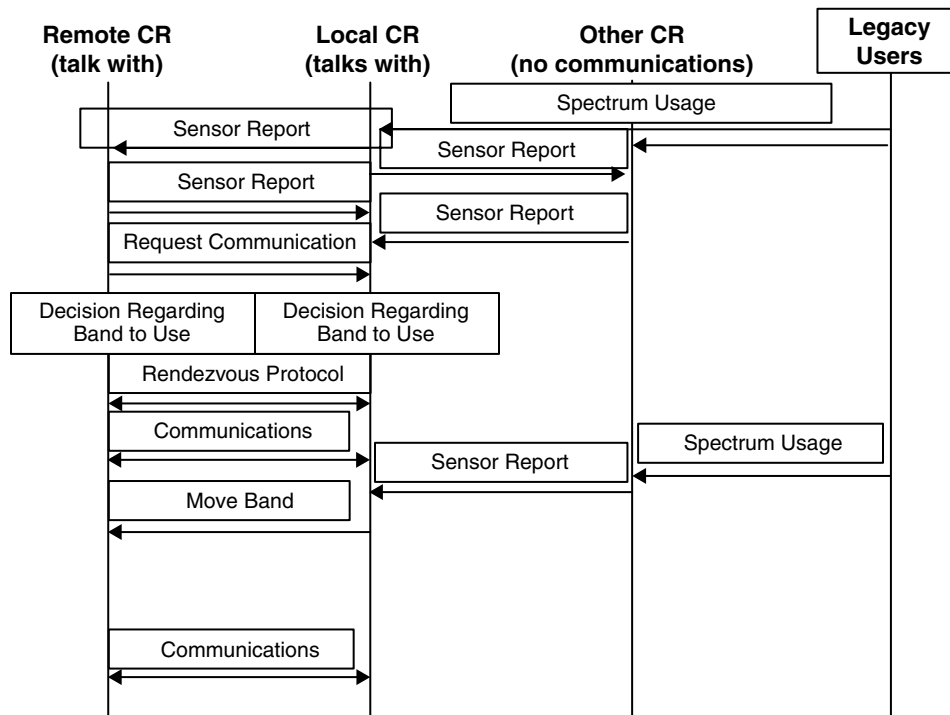 Remote CR
(talk with)
Local CR
(talks with)
Other CR
(no communications)
Legacy
Users
Spectrum Usage
Sensor Report
Sensor Report
Sensor Report
Sensor Report
Request Communication
Decision Regarding
Band to Use
Decision Regarding
Band to Use
Rendezvous Protocol
Communications
Spectrum Usage
Sensor Report
Move Band
Communications